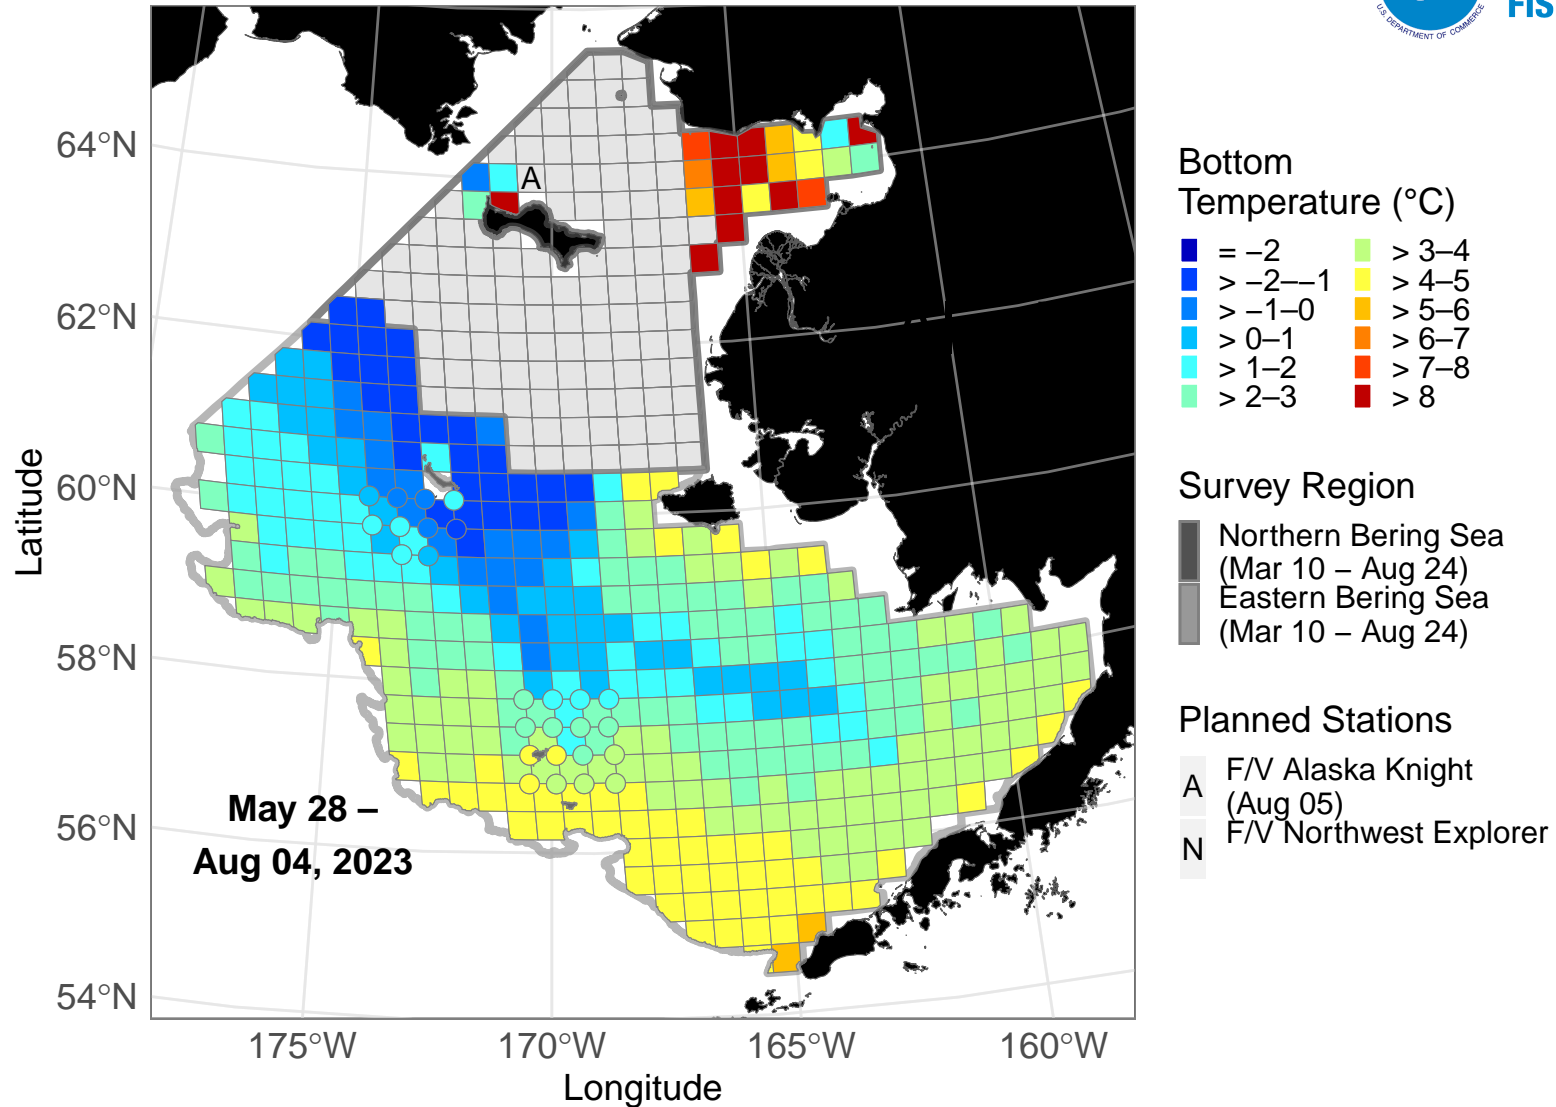 U.S. DEPARTMENT OF COMMERCE
FIS
64°N
62°N
60°N
58°N
56°N
54°N
Latitude
175°W
170°W
165°W
160°W
Longitude
A
May 28 –
Aug 04, 2023
Bottom
Temperature (°C)
= −2
> −2−−1
> −1−0
> 0−1
> 1−2
> 2−3
> 3−4
> 4−5
> 5−6
> 6−7
> 7−8
> 8
Survey Region
Northern Bering Sea
(Mar 10 − Aug 24)
Eastern Bering Sea
(Mar 10 − Aug 24)
Planned Stations
A F/V Alaska Knight
(Aug 05)
N F/V Northwest Explorer